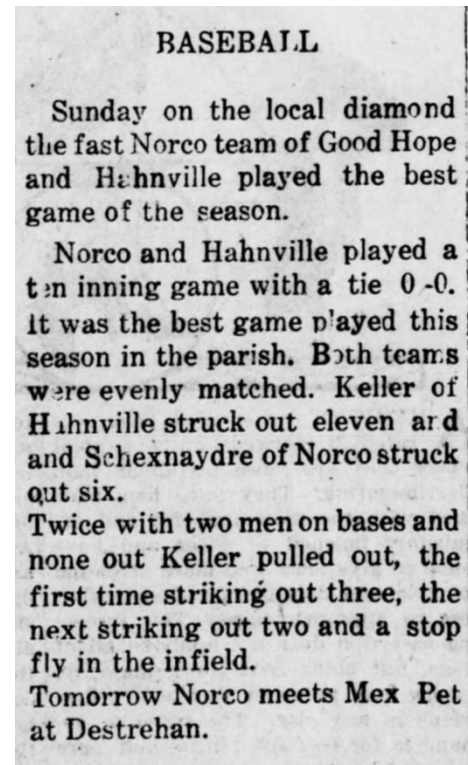 BASEBALL
Sunday on the local diamond
the fast Norco team of Good Hope
and Hahnville played the best
game of the season.
Norco and Hahnville played a
ten inning game with a tie 0-0.
it was the best game played this
season in the parish. Both teams
were evenly matched. Keller of
Hahnville struck out eleven and
and Schexnaydre of Norco struck
out six.
Twice with two men on bases and
none out Keller pulled out, the
first time striking out three, the
next striking out two and a stop
fly in the infield.
Tomorrow Norco meets Mex Pet
at Destrehan.